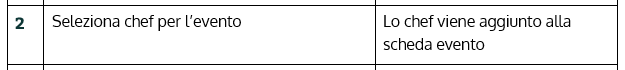 2 Seleziona chef per l'evento Lo chef viene aggiunto alla
scheda evento